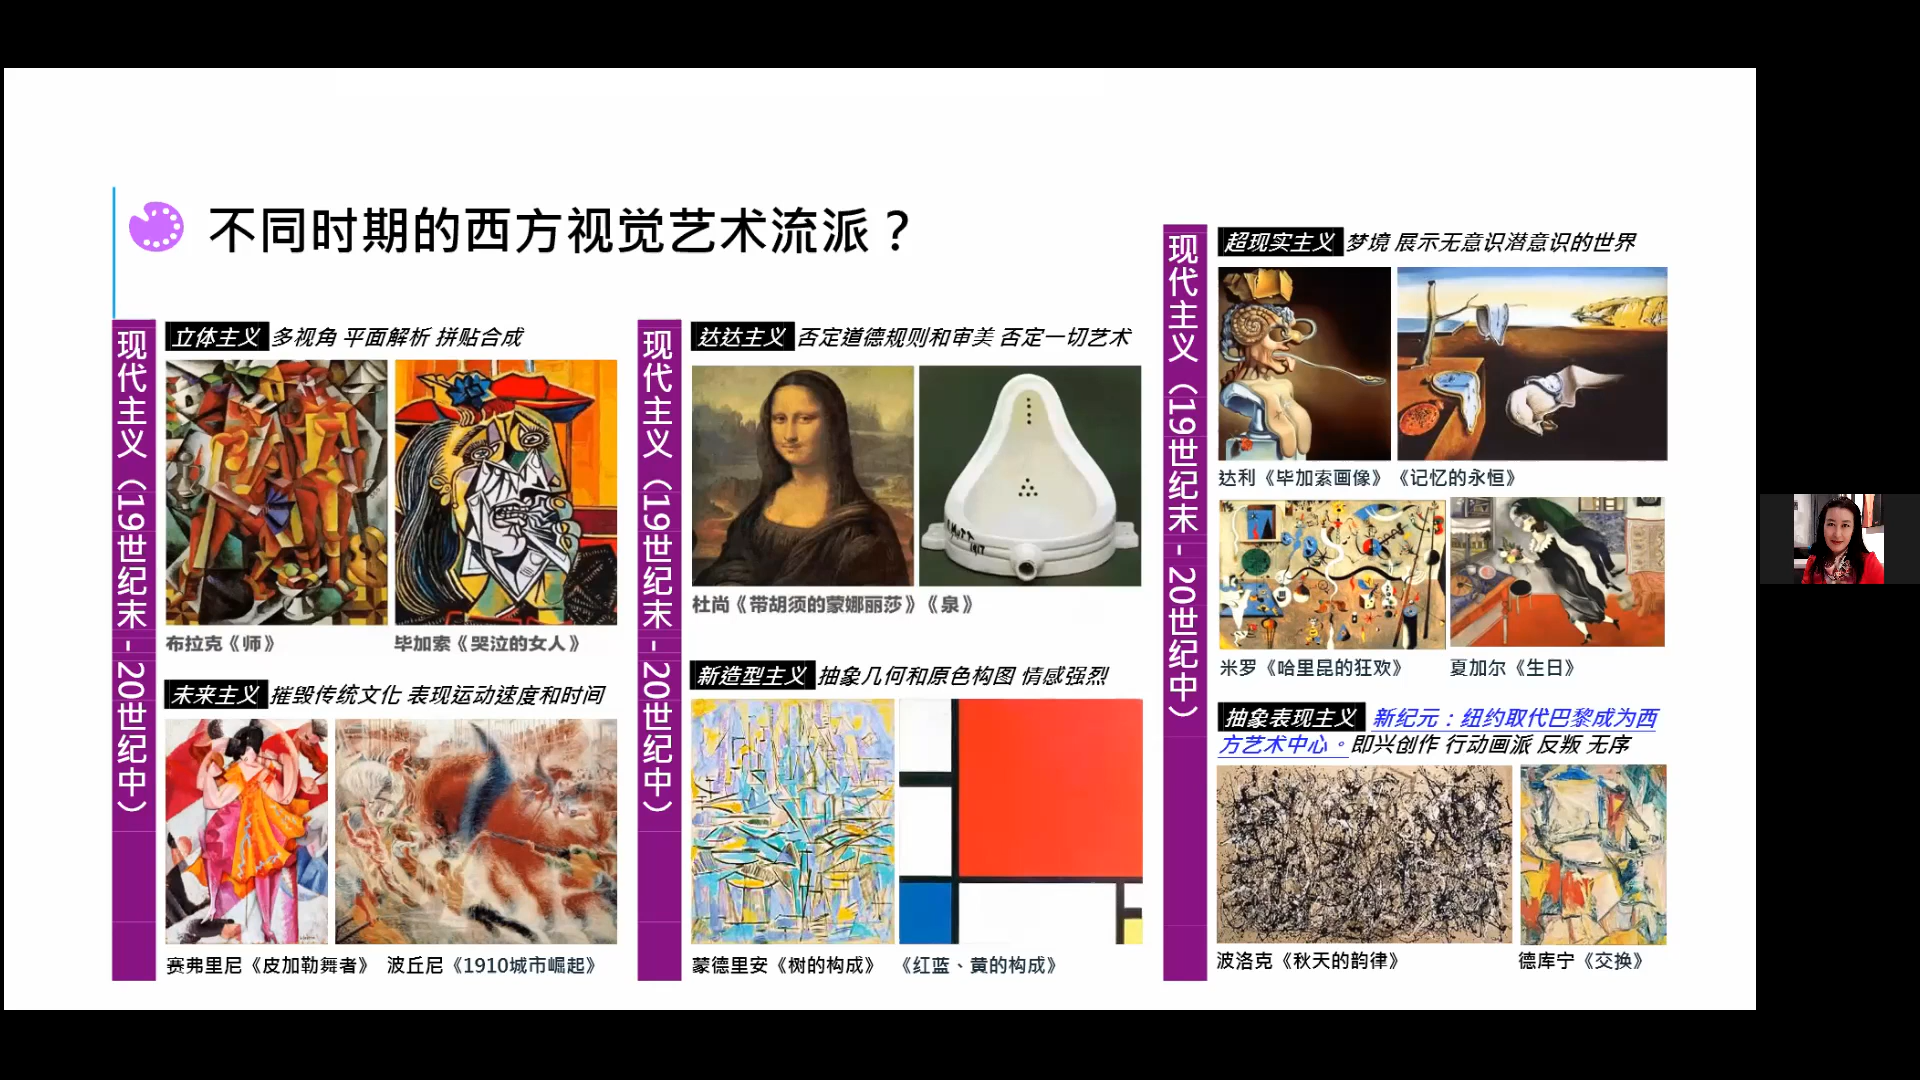 不同时期的西方视觉艺术流派？
现代主义（19世纪末 - 20世纪中）
立体主义 多视角 平面解析 拼贴合成
布拉克《师》
毕加索《哭泣的女人》
未来主义 摧毁传统文化 表现运动速度和时间
赛弗里尼《皮加勒舞者》
波丘尼《1910城市崛起》
现代主义（19世纪末 - 20世纪中）
达达主义 否定道德规则和审美 否定一切艺术
杜尚《带胡须的蒙娜丽莎》《泉》
新造型主义 抽象几何和原色构图 情感强烈
蒙德里安《树的构成》
《红蓝、黄的构成》
现代主义（19世纪末 - 20世纪中）
超现实主义 梦境 展示无意识潜意识的世界
达利《毕加索画像》
《记忆的永恒》
米罗《哈里昆的狂欢》
夏加尔《生日》
抽象表现主义 新纪元：纽约取代巴黎成为西
方艺术中心。即兴创作 行动画派 反叛 无序
波洛克《秋天的韵律》
德库宁《交换》